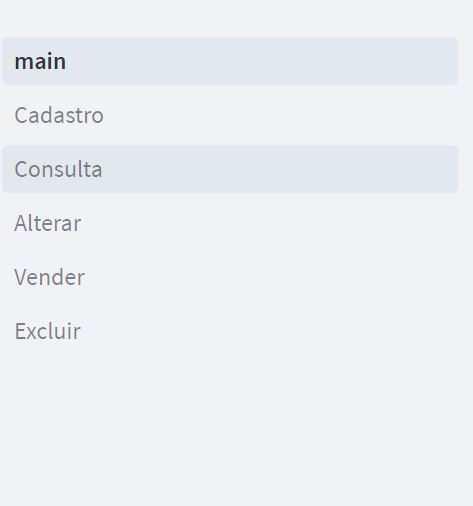 main
Cadastro
Consulta
Alterar
Vender
Excluir